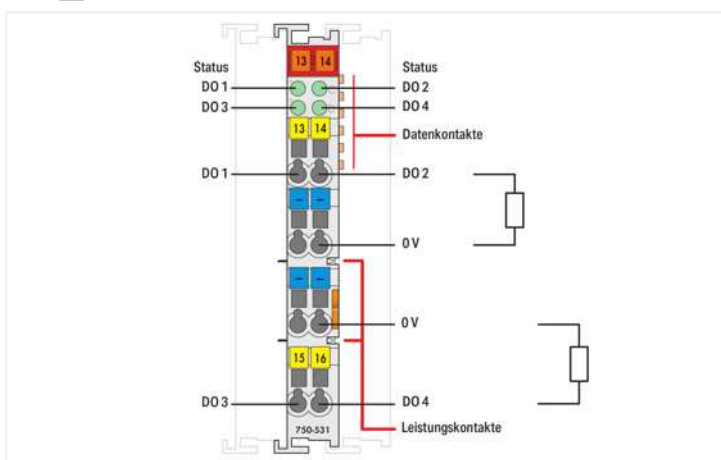 13 14
Status Status
DO 1 DO 2
DO 3 DO 4
13 14
Datenkontakte
DO 1 DO 2
– –
0 V
– –
0 V
15 16
DO 3 DO 4
Leistungskontakte
750-531